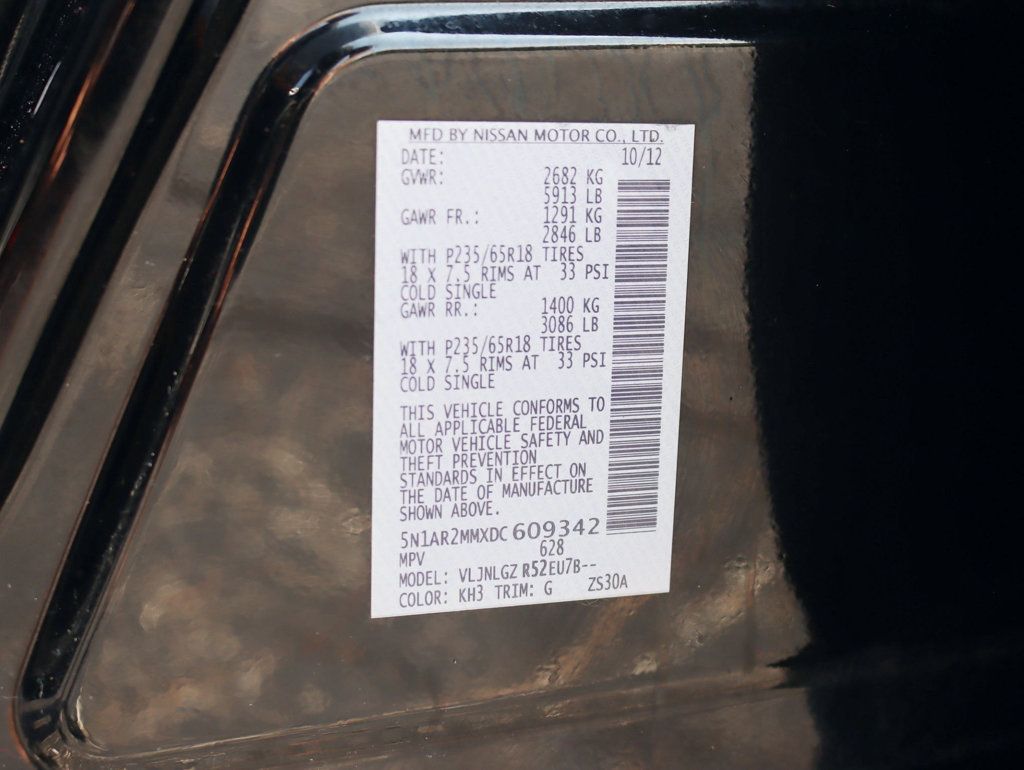 MFD BY NISSAN MOTOR CO., LTD.
DATE: 10/12
GVWR: 2682 KG
5913 LB
GAWR FR.: 1291 KG
2846 LB
WITH P235/65R18 TIRES
18 X 7.5 RIMS AT 33 PSI
COLD SINGLE
GAWR RR.: 1400 KG
3086 LB
WITH P235/65R18 TIRES
18 X 7.5 RIMS AT 33 PSI
COLD SINGLE
THIS VEHICLE CONFORMS TO
ALL APPLICABLE FEDERAL
MOTOR VEHICLE SAFETY AND
THEFT PREVENTION
STANDARDS IN EFFECT ON
THE DATE OF MANUFACTURE
SHOWN ABOVE.
5N1AR2MMXDC 609342
MPV 628
MODEL: VLJNLGZ R52EU7B--
COLOR: KH3 TRIM: G ZS30A